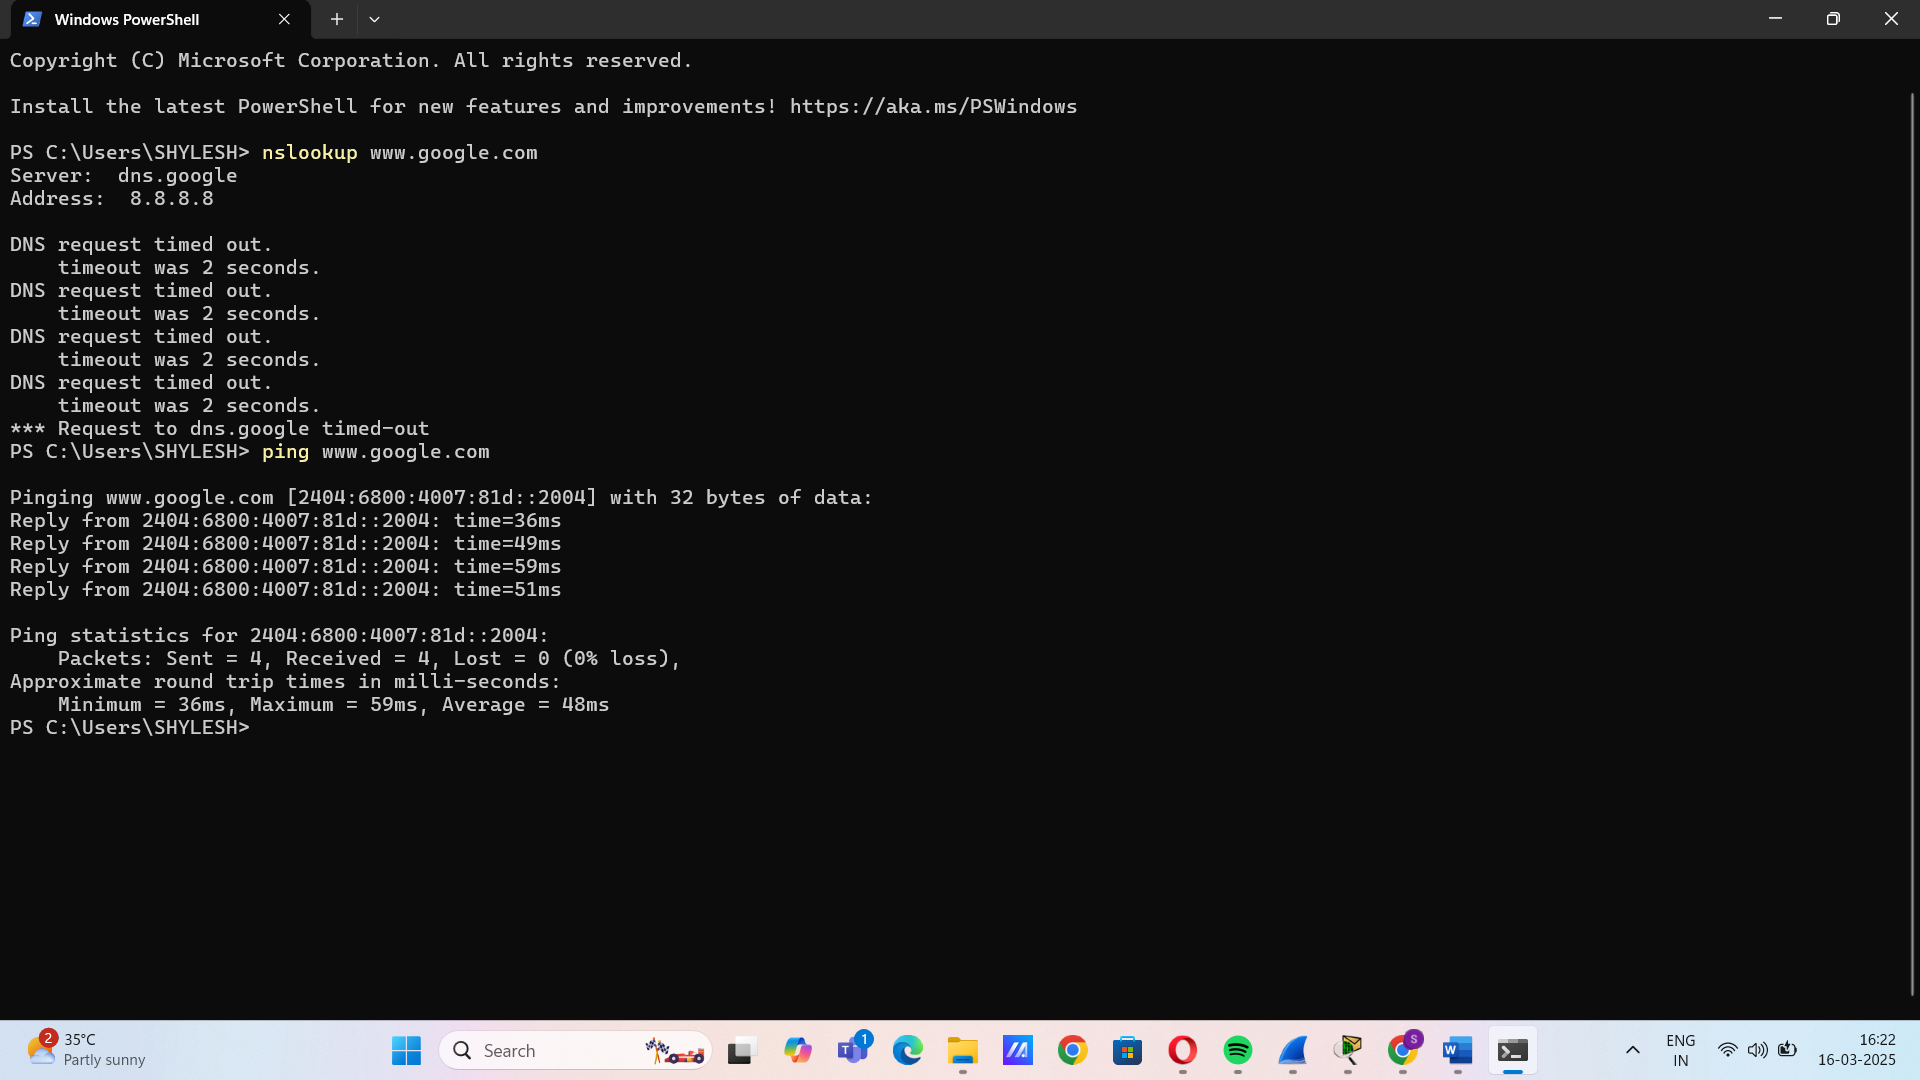 Windows PowerShell
Copyright (C) Microsoft Corporation. All rights reserved.
Install the latest PowerShell for new features and improvements! https://aka.ms/PSWindows
PS C:\Users\SHYLESH> nslookup www.google.com
Server:  dns.google
Address:  8.8.8.8
DNS request timed out.
    timeout was 2 seconds.
DNS request timed out.
    timeout was 2 seconds.
DNS request timed out.
    timeout was 2 seconds.
DNS request timed out.
    timeout was 2 seconds.
*** Request to dns.google timed-out
PS C:\Users\SHYLESH> ping www.google.com
Pinging www.google.com [2404:6800:4007:81d::2004] with 32 bytes of data:
Reply from 2404:6800:4007:81d::2004: time=36ms
Reply from 2404:6800:4007:81d::2004: time=49ms
Reply from 2404:6800:4007:81d::2004: time=59ms
Reply from 2404:6800:4007:81d::2004: time=51ms
Ping statistics for 2404:6800:4007:81d::2004:
    Packets: Sent = 4, Received = 4, Lost = 0 (0% loss),
Approximate round trip times in milli-seconds:
    Minimum = 36ms, Maximum = 59ms, Average = 48ms
PS C:\Users\SHYLESH>
2
35°C
Partly sunny
Search
T
1
S
W
ENG
IN
16:22
16-03-2025